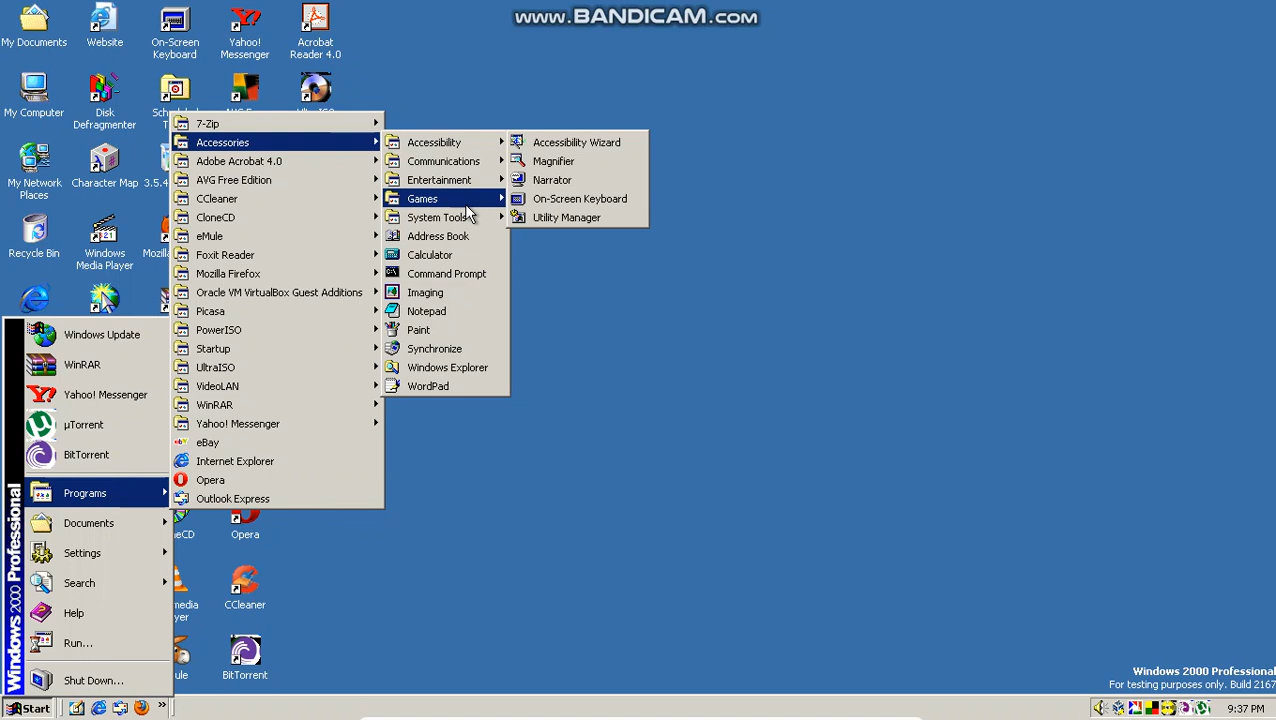 www.BANDICAM.com
My Documents
Website
On-Screen
Keyboard
Yahoo!
Messenger
Acrobat
Reader 4.0
My Computer
Disk
Defragmenter
My Network
Places
Character Map
3.5.4
Recycle Bin
Windows
Media Player
7-Zip
Accessories
Adobe Acrobat 4.0
AVG Free Edition
CCleaner
CloneCD
eMule
Foxit Reader
Mozilla Firefox
Oracle VM VirtualBox Guest Additions
Picasa
PowerISO
Startup
UltraISO
VideoLAN
WinRAR
Yahoo! Messenger
eBay
Internet Explorer
Opera
Outlook Express
Accessibility
Communications
Entertainment
Games
System Tools
Address Book
Calculator
Command Prompt
Imaging
Notepad
Paint
Synchronize
Windows Explorer
WordPad
Accessibility Wizard
Magnifier
Narrator
On-Screen Keyboard
Utility Manager
Windows Update
WinRAR
Yahoo! Messenger
µTorrent
BitTorrent
Programs
Documents
Settings
Search
Help
Run...
Shut Down...
Windows 2000 Professional
Opera
CCleaner
BitTorrent
Windows 2000 Professional
For testing purposes only. Build 2167
Start
9:37 PM